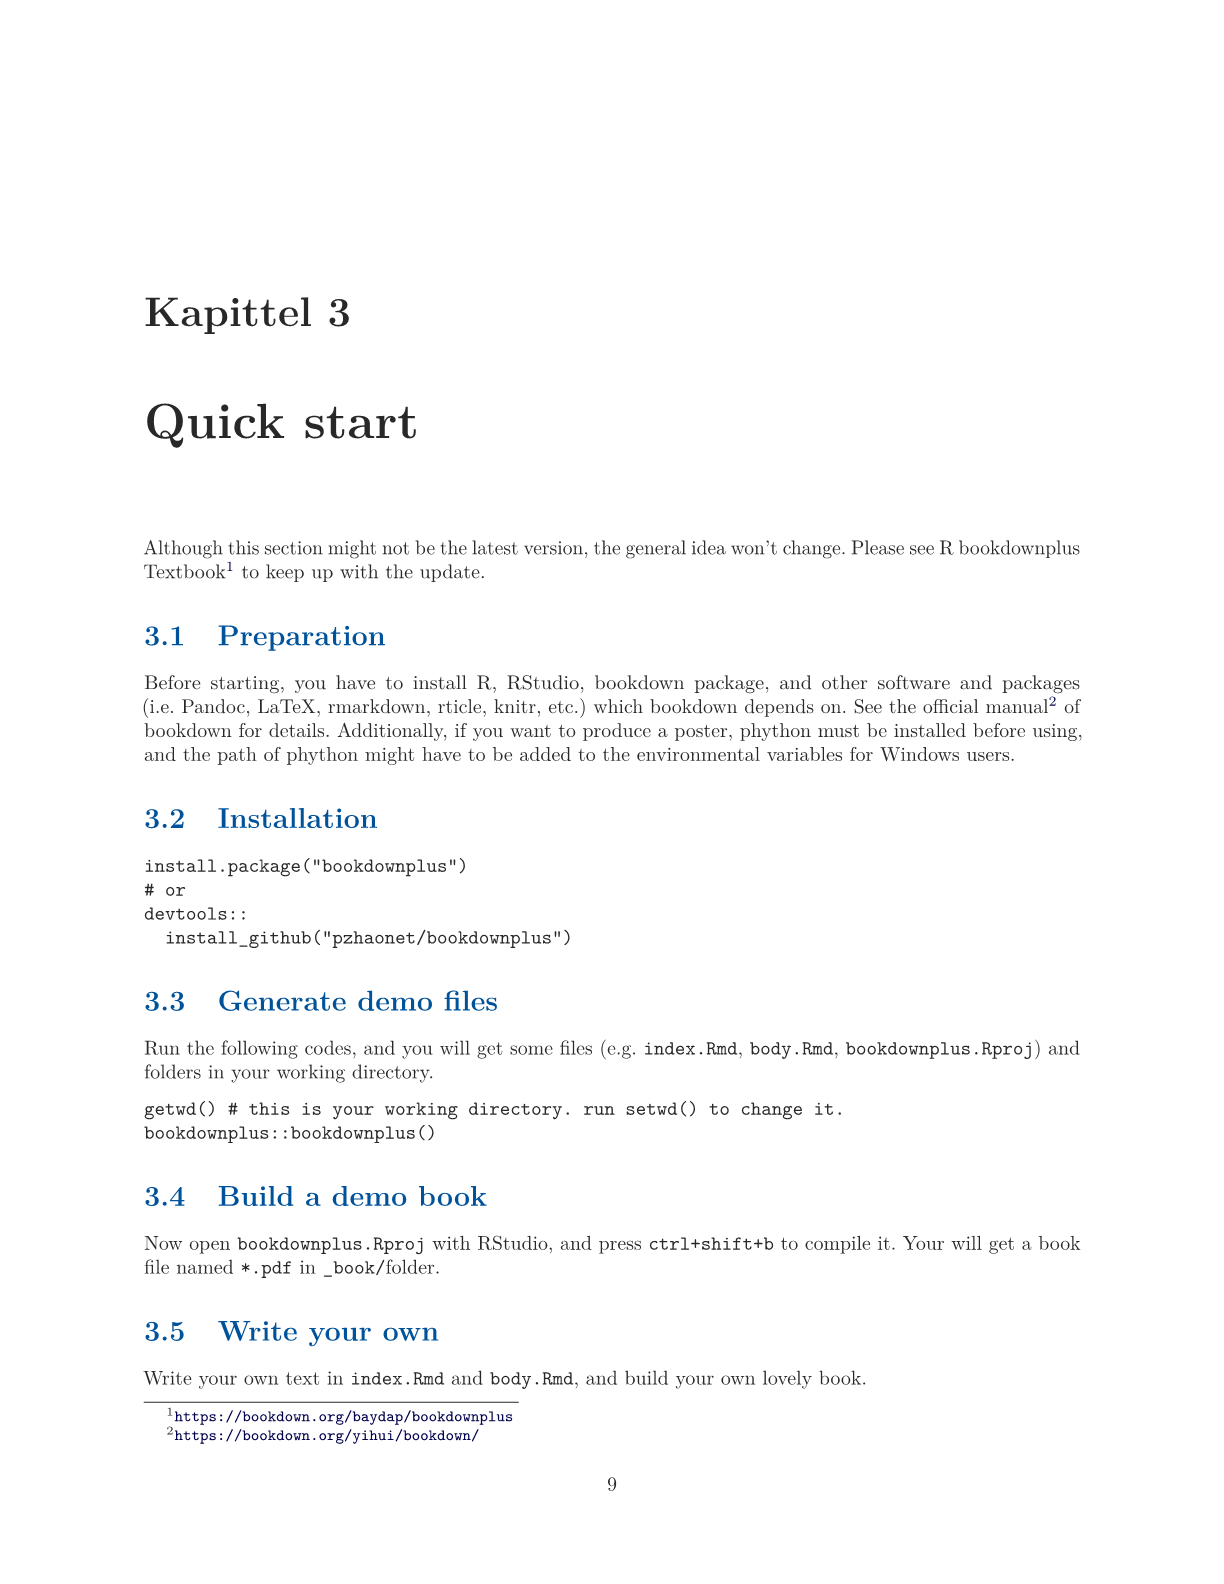 Kapittel 3
Quick start
Although this section might not be the latest version, the general idea won't change. Please see R bookdownplus
Textbook1 to keep up with the update.
3.1 Preparation
Before starting, you have to install R, RStudio, bookdown package, and other software and packages
(i.e. Pandoc, LaTeX, rmarkdown, rticle, knitr, etc.) which bookdown depends on. See the official manual2 of
bookdown for details. Additionally, if you want to produce a poster, phython must be installed before using,
and the path of phython might have to be added to the environmental variables for Windows users.
3.2 Installation
install.package("bookdownplus")
# or
devtools::
  install_github("pzhaonet/bookdownplus")
3.3 Generate demo files
Run the following codes, and you will get some files (e.g. index.Rmd, body.Rmd, bookdownplus.Rproj) and
folders in your working directory.
getwd() # this is your working directory. run setwd() to change it.
bookdownplus::bookdownplus()
3.4 Build a demo book
Now open bookdownplus.Rproj with RStudio, and press ctrl+shift+b to compile it. Your will get a book
file named *.pdf in _book/folder.
3.5 Write your own
Write your own text in index.Rmd and body.Rmd, and build your own lovely book.
1https://bookdown.org/baydap/bookdownplus
2https://bookdown.org/yihui/bookdown/
9